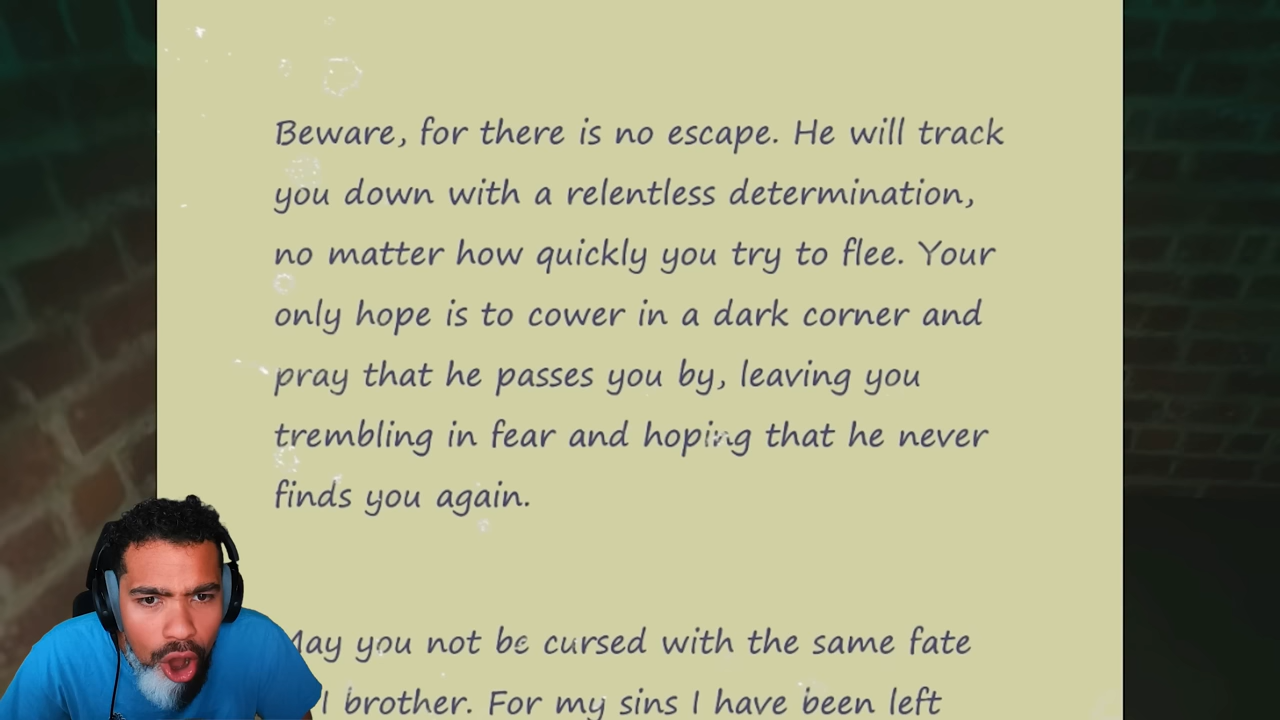 Beware, for there is no escape. He will track
you down with a relentless determination,
no matter how quickly you try to flee. Your
only hope is to cower in a dark corner and
pray that he passes you by, leaving you
trembling in fear and hoping that he never
finds you again.
May you not be cursed with the same fate
I brother. For my sins I have been left